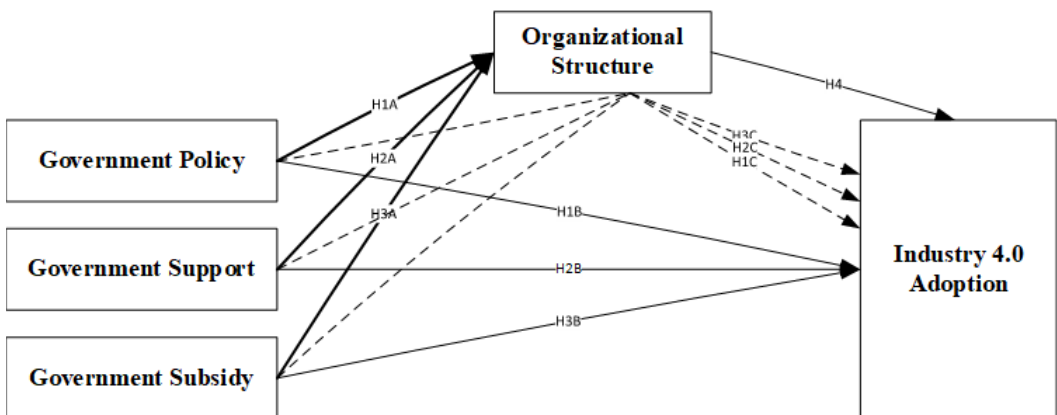 Organizational
Structure
H4
H1A
Government Policy
H3C
H2C
H1C
H2A
H3A
H1B
Government Support
H2B
Industry 4.0
Adoption
H3B
Government Subsidy